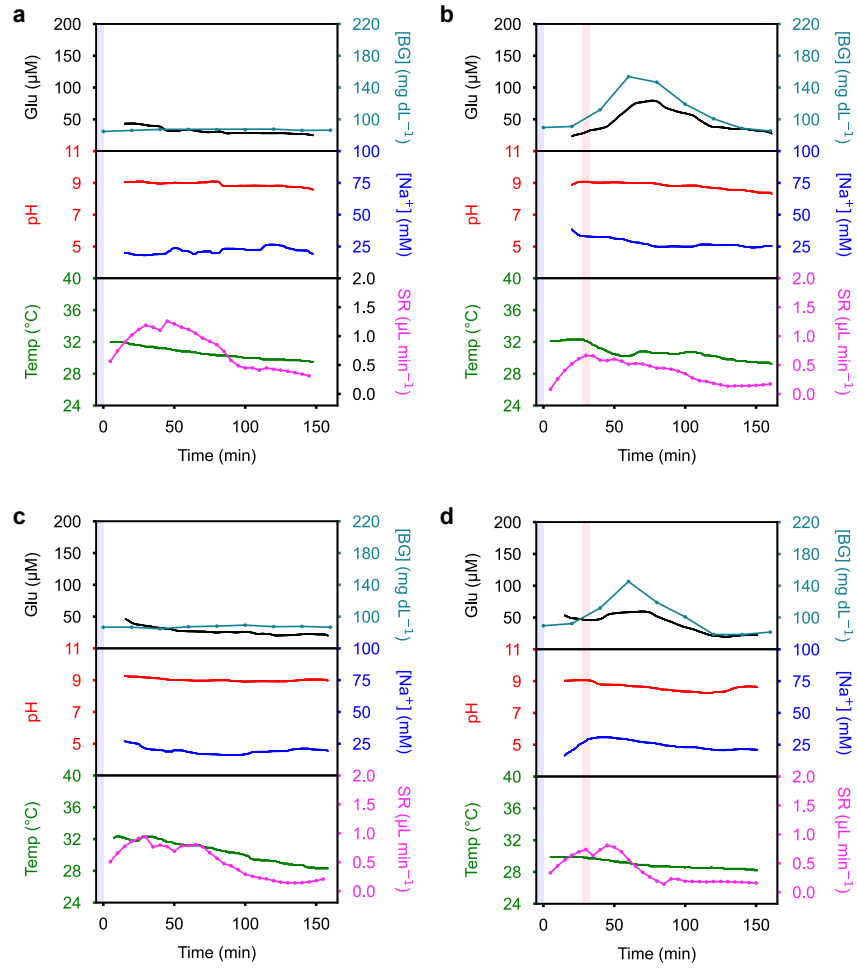 a
200
150
100
50
Glu (μM)
220
180
140
100
[BG] (mg dL⁻¹)
11
9
7
5
pH
100
75
50
25
[Na⁺] (mM)
40
36
32
28
24
Temp (°C)
2.0
1.5
1.0
0.5
0.0
SR (μL min⁻¹)
0 50 100 150
Time (min)
b
200
150
100
50
Glu (μM)
220
180
140
100
[BG] (mg dL⁻¹)
11
9
7
5
pH
100
75
50
25
[Na⁺] (mM)
40
36
32
28
24
Temp (°C)
2.0
1.5
1.0
0.5
0.0
SR (μL min⁻¹)
0 50 100 150
Time (min)
c
200
150
100
50
Glu (μM)
220
180
140
100
[BG] (mg dL⁻¹)
11
9
7
5
pH
100
75
50
25
[Na⁺] (mM)
40
36
32
28
24
Temp (°C)
2.0
1.5
1.0
0.5
0.0
SR (μL min⁻¹)
0 50 100 150
Time (min)
d
200
150
100
50
Glu (μM)
220
180
140
100
[BG] (mg dL⁻¹)
11
9
7
5
pH
100
75
50
25
[Na⁺] (mM)
40
36
32
28
24
Temp (°C)
2.0
1.5
1.0
0.5
0.0
SR (μL min⁻¹)
0 50 100 150
Time (min)